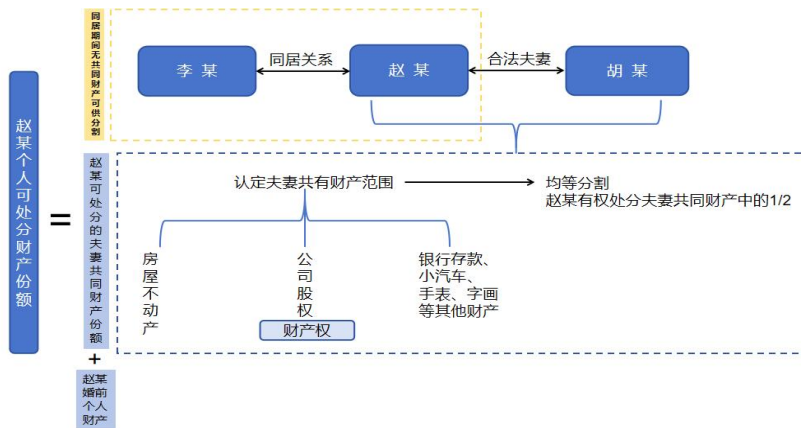 同居期间无共同财产可供分割
李某
同居关系
赵某
合法夫妻
胡某
赵某个人可处分财产份额
=
赵某可处分的夫妻共同财产份额
认定夫妻共有财产范围
均等分割
赵某有权处分夫妻共同财产中的1/2
房屋不动产
公司股权
财产权
银行存款、
小汽车、
手表、字画
等其他财产
+
赵某
婚前
个人
财产